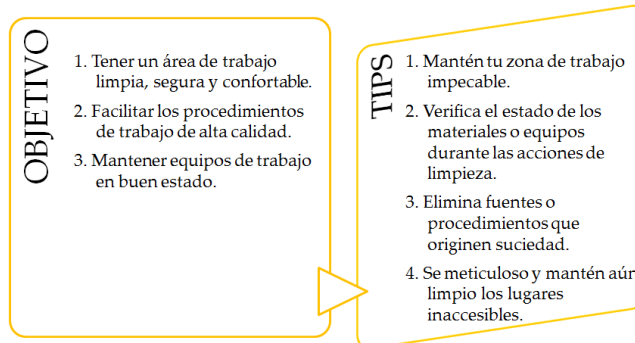 OBJETIVO
1. Tener un área de trabajo
limpia, segura y confortable.
2. Facilitar los procedimientos
de trabajo de alta calidad.
3. Mantener equipos de trabajo
en buen estado.
TIPS
1. Mantén tu zona de trabajo
impecable.
2. Verifica el estado de los
materiales o equipos
durante las acciones de
limpieza.
3. Elimina fuentes o
procedimientos que
originen suciedad.
4. Se meticuloso y mantén aún
limpio los lugares
inaccesibles.